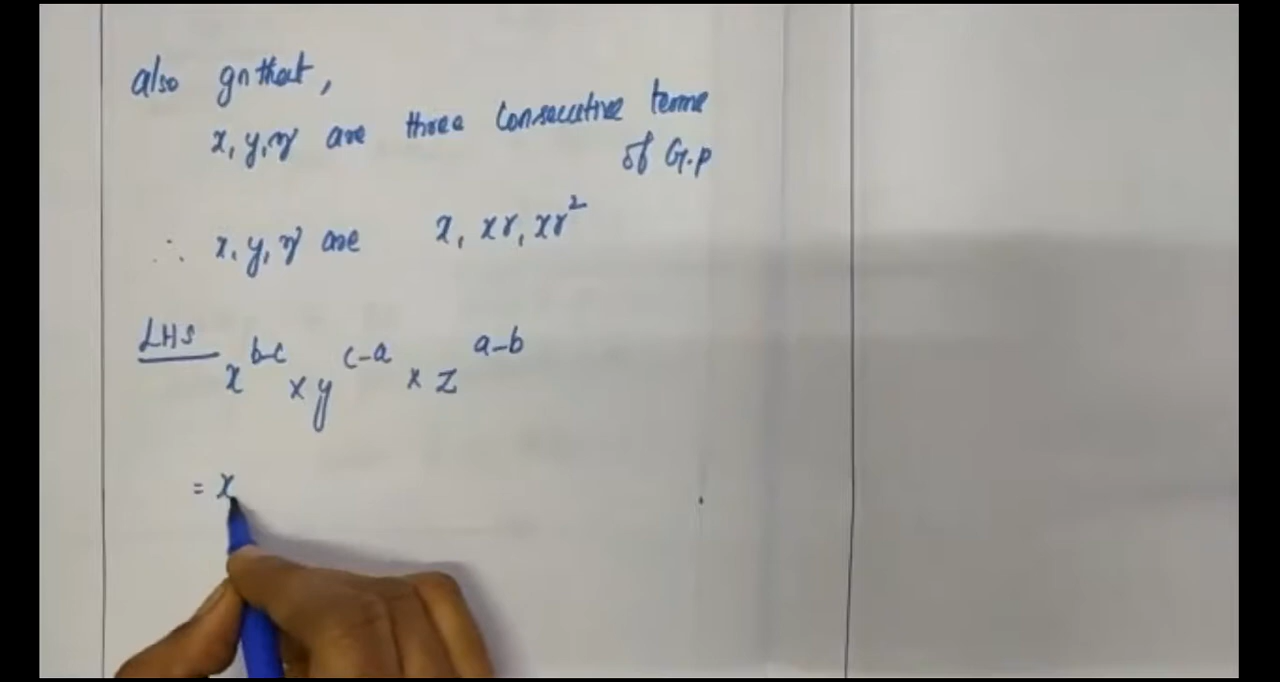 also gn that,
x, y, z are three consecutive terms
of G.P
∴ x, y, z are x, xr, xr²
LHS
x^{b-c} × y^{c-a} × z^{a-b}
= x